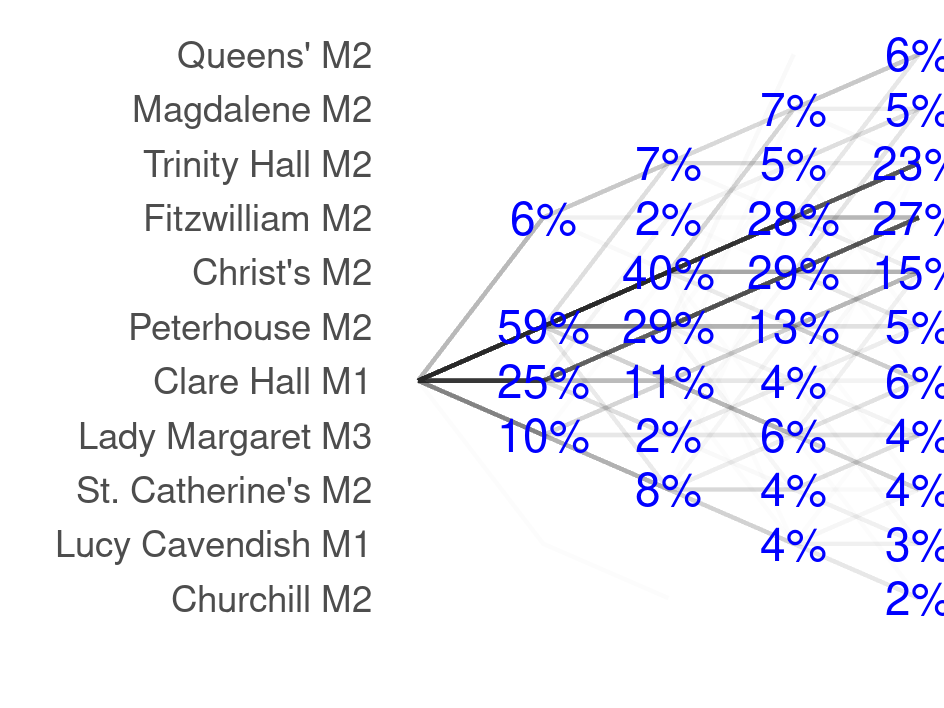 Queens' M2 6%
Magdalene M2 7% 5%
Trinity Hall M2 7% 5% 23%
Fitzwilliam M2 6% 2% 28% 27%
Christ's M2 40% 29% 15%
Peterhouse M2 59% 29% 13% 5%
Clare Hall M1 25% 11% 4% 6%
Lady Margaret M3 10% 2% 6% 4%
St. Catherine's M2 8% 4% 4%
Lucy Cavendish M1 4% 3%
Churchill M2 2%